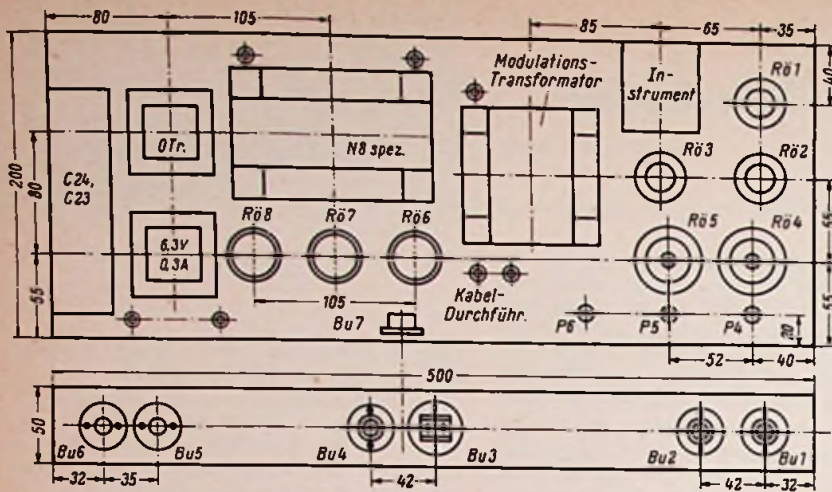 80
105
85
65
35
Modulations-
Transformator
In-
strument
Rö1
40
200
80
55
C24,
C23
ÜTr.
N8 spez.
Rö3
Rö2
Rö8
Rö7
Rö6
Rö5
Rö4
6,3V
0,3A
55
55
105
Kabel-
Durchführ.
Bu7
P6
P5
P4
20
52
40
500
50
Bu6
Bu5
Bu4
Bu3
Bu2
Bu1
32
35
42
42
32